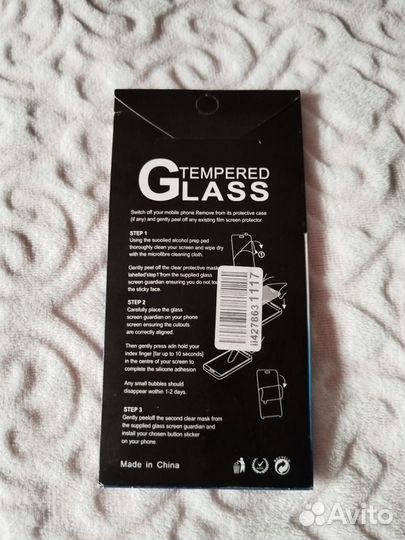 TEMPERED
GLASS
Switch off your mobile phone.Remove from its protective case
(if any) and gently peel off any existing film screen protector
STEP 1
Using the sucolied alcohol prep pad
thoroughly clean your screen and wipe dry
with the microfibre cleaning cloth.
Gently peel off the clear protective mask
labelled'step1'from the supplied glass
screen guardian ensuring you do not to
the sticky face.
STEP 2
Carefully place the glass
screen guardian on your phone
screen ensuring the culouts
are correctly aligned.
Then gently press adn hold your
index finger [far up to 10 seconds]
in the centre of your screen to
complete the silicone adhesion
Any small bubbles should
disappear within 1-2 days.
STEP 3
Gently peeloff the second clear mask from
the supplied glass screen guardian and
install your chosen button sticker
on your phone.
Made in China
ii427863 1117
Avito